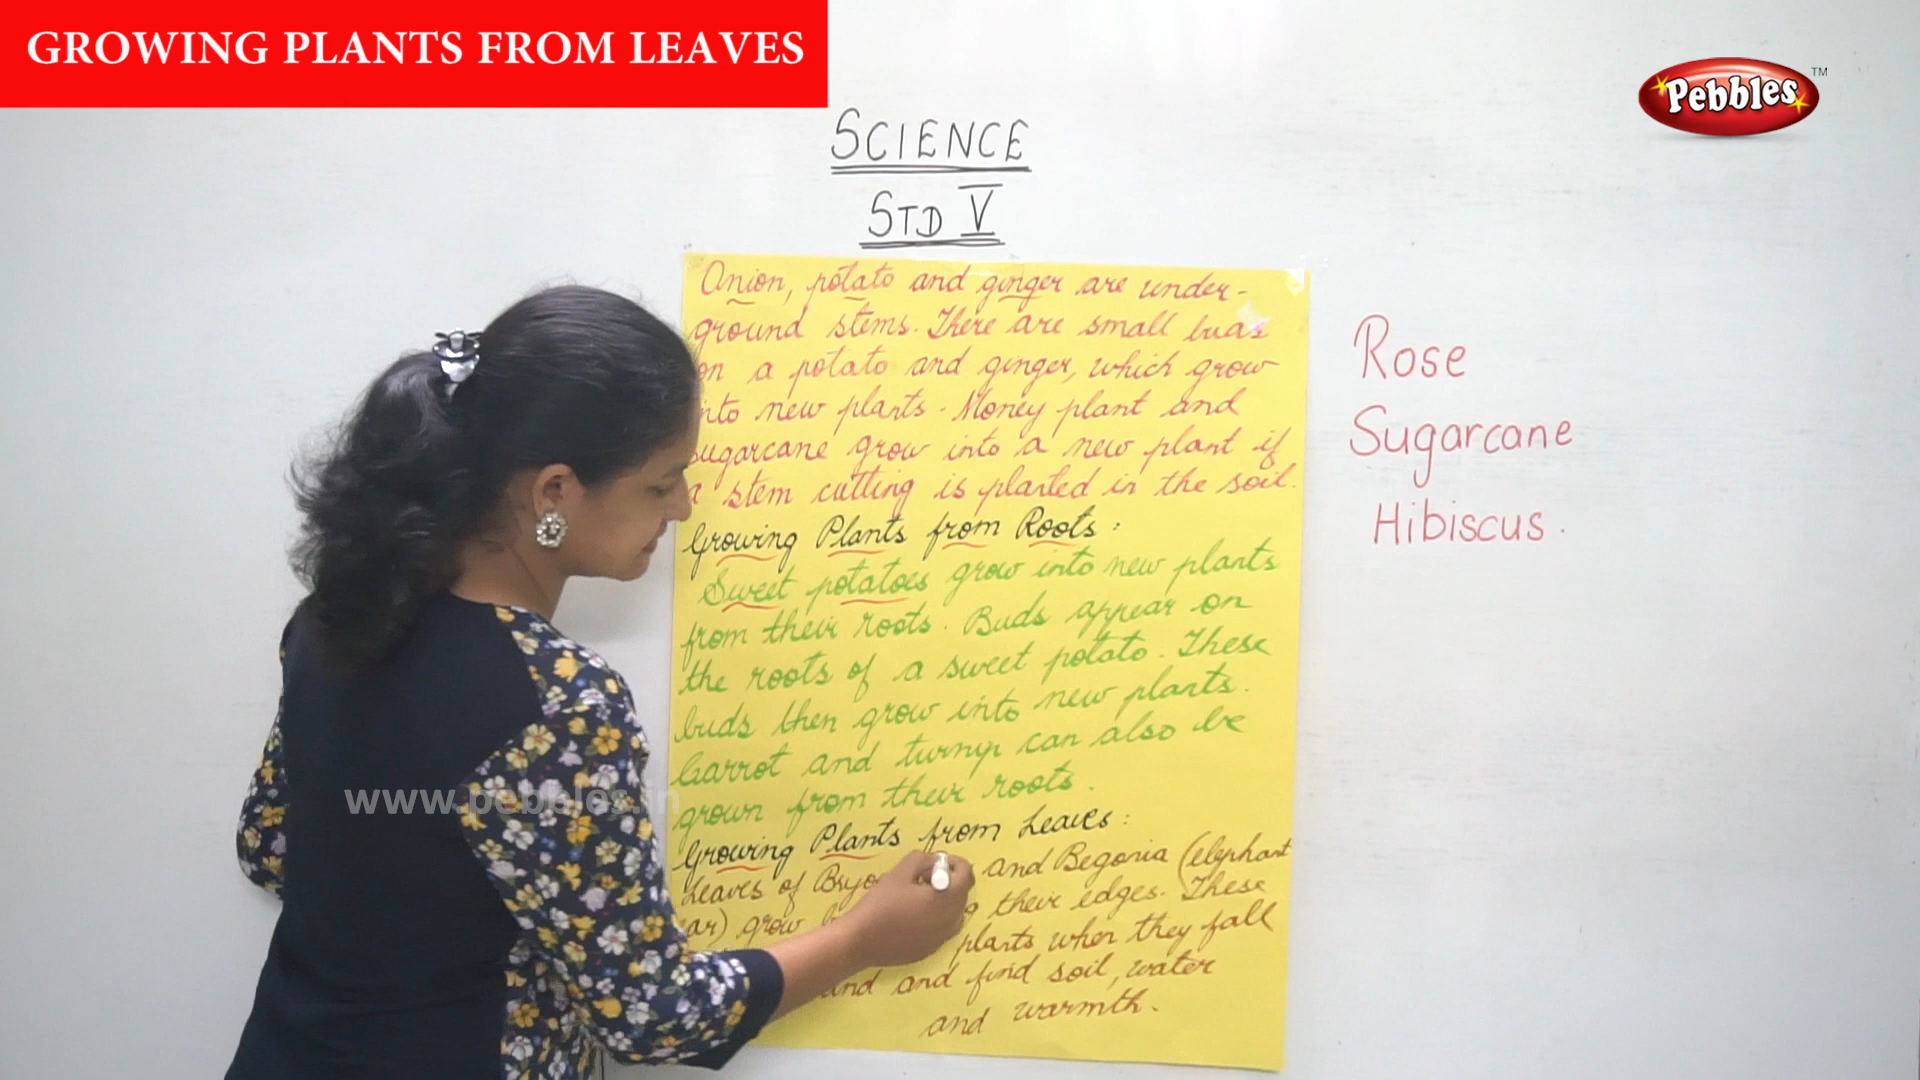 GROWING PLANTS FROM LEAVES
Pebbles TM
SCIENCE
STD V
Onion, potato and ginger are under-
ground stems. There are small buds
on a potato and ginger, which grow
into new plants. Money plant and
sugarcane grow into a new plant if
a stem cutting is planted in the soil.
Growing Plants from Roots:
Sweet potatoes grow into new plants
from their roots. Buds appear on
the roots of a sweet potato. These
buds then grow into new plants.
Carrot and turnip can also be
grown from their roots.
Growing Plants from Leaves:
Leaves of and Begonia (elephant
ear) grow their edges. These
plants when they fall
and find soil, water
and warmth.
Rose
Sugarcane
Hibiscus.
www.pebbles.in